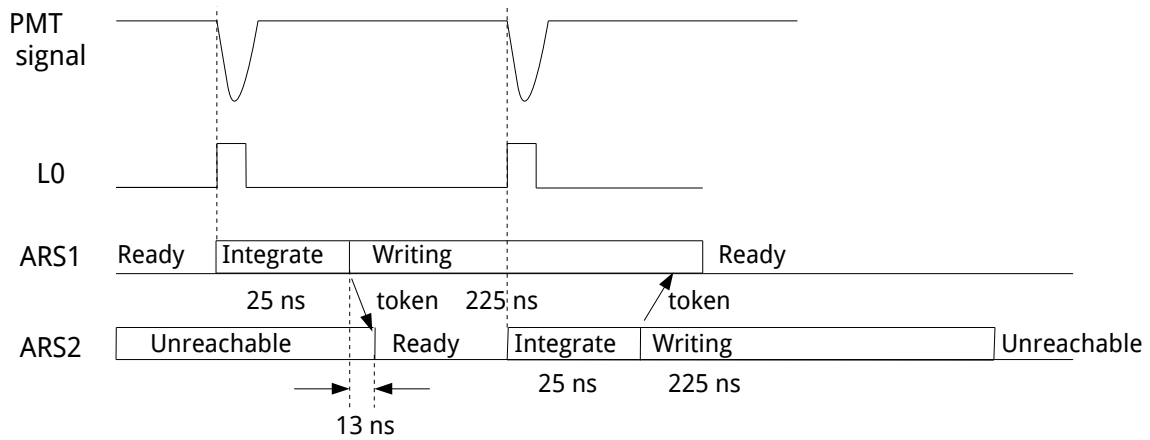 PMT
signal
L0
ARS1 Ready Integrate Writing Ready
25 ns token 225 ns token
ARS2 Unreachable Ready Integrate Writing Unreachable
25 ns 225 ns
13 ns